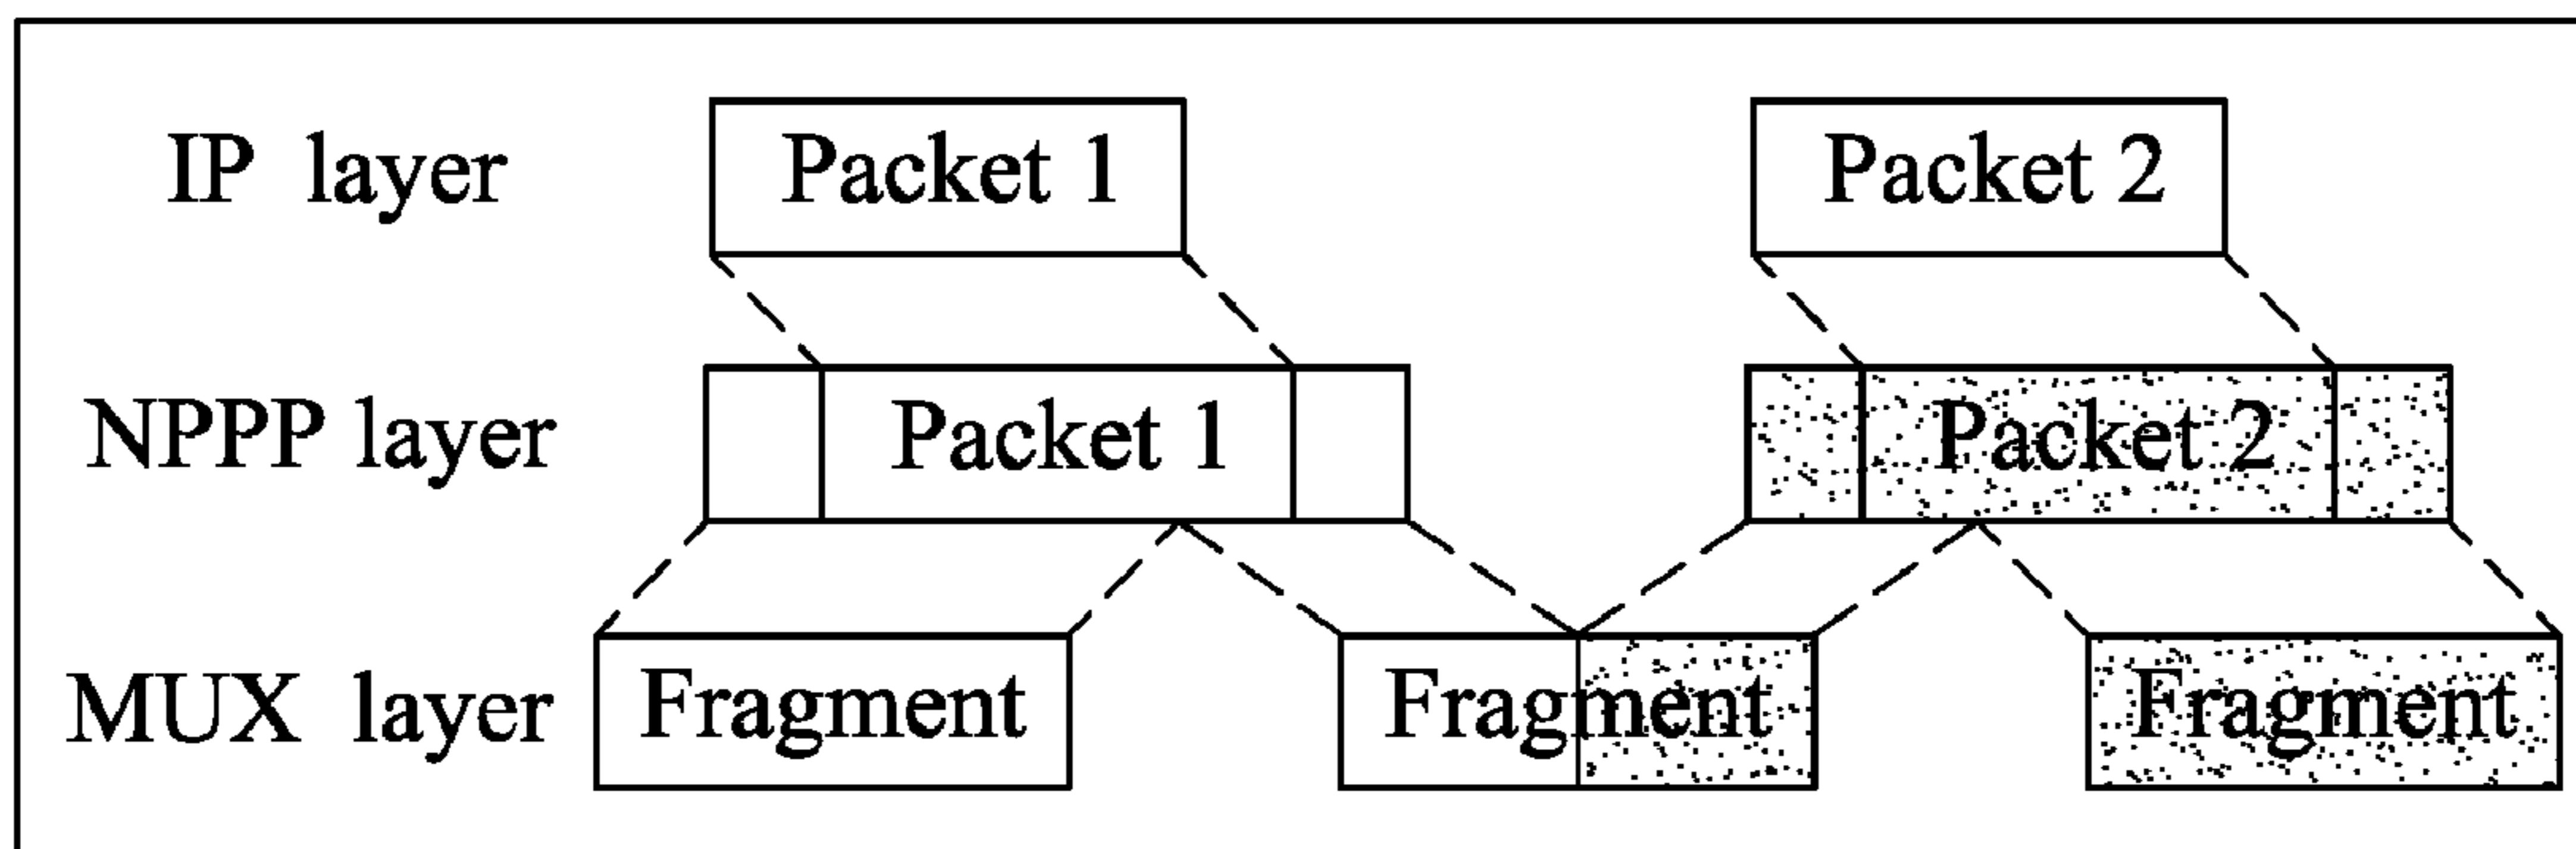 IP layer Packet 1 Packet 2
NPPP layer Packet 1 Packet 2
MUX layer Fragment Fragment Fragment